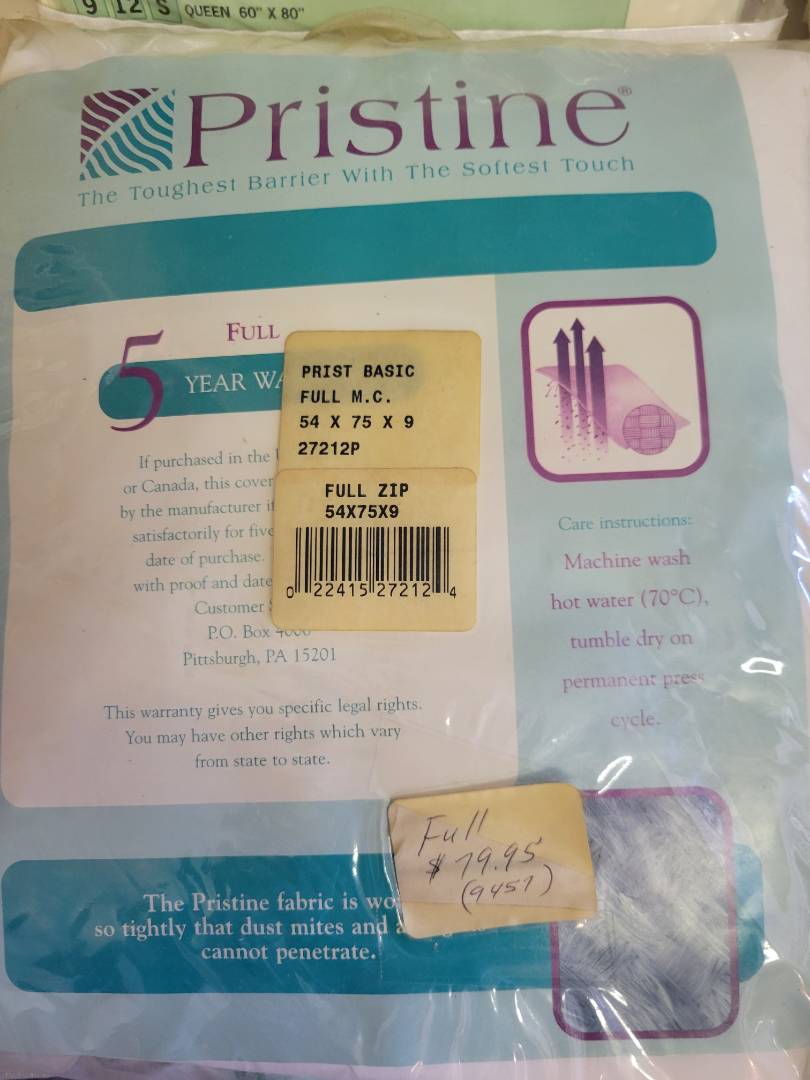 9 12 S QUEEN 60" X 80"
Pristine®
The Toughest Barrier With The Softest Touch
FULL
5
YEAR
PRIST BASIC
FULL M.C.
54 X 75 X 9
27212P
FULL ZIP
54X75X9
0 22415 27212 4
If purchased in the
or Canada, this cover
by the manufacturer if
satisfactorily for five
date of purchase.
with proof and date
Customer
P.O. Box
Pittsburgh, PA 15201
This warranty gives you specific legal rights.
You may have other rights which vary
from state to state.
Care instructions:
Machine wash
hot water (70°C),
tumble dry on
permanent press
cycle.
Full
$79.95
(9457)
The Pristine fabric is
so tightly that dust mites and
cannot penetrate.